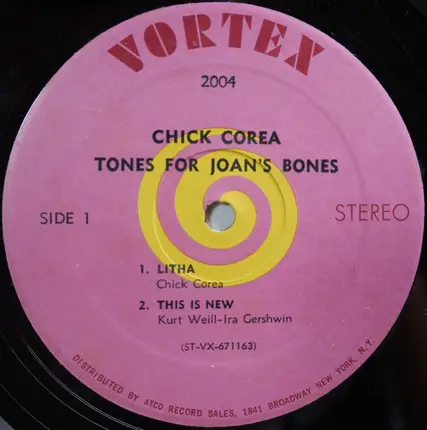 VORTEX
2004
CHICK COREA
TONES FOR JOAN'S BONES
SIDE 1
STEREO
1. LITHA
Chick Corea
2. THIS IS NEW
Kurt Weill-Ira Gershwin
(ST-VX-671163)
DISTRIBUTED BY ATCO RECORD SALES, 1841 BROADWAY NEW YORK, N.Y.